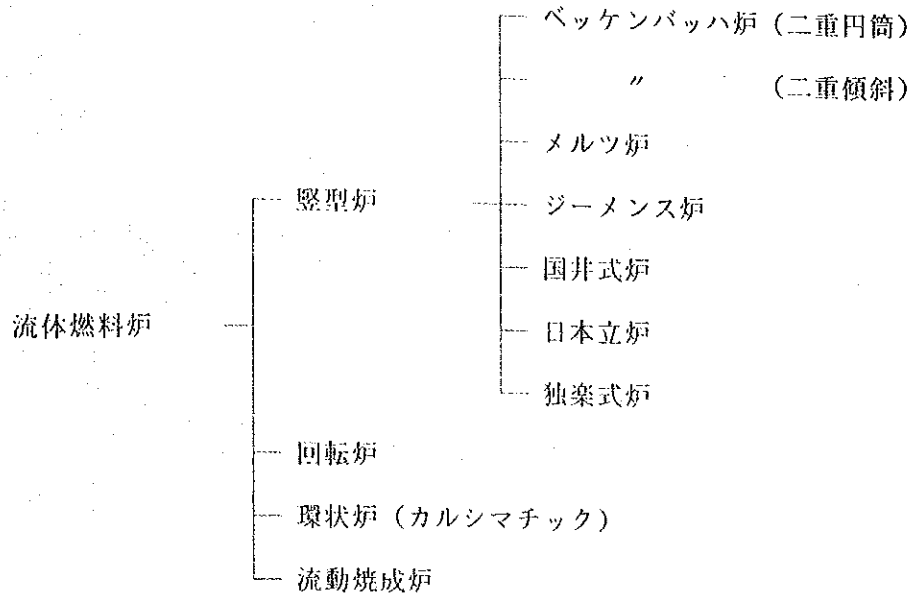 ベッケンバッハ炉 (二重円筒)
〃 (二重傾斜)
メルツ炉
竪型炉
ジーメンス炉
国井式炉
流体燃料炉
日本立炉
独楽式炉
回転炉
環状炉 (カルシマチック)
流動焼成炉